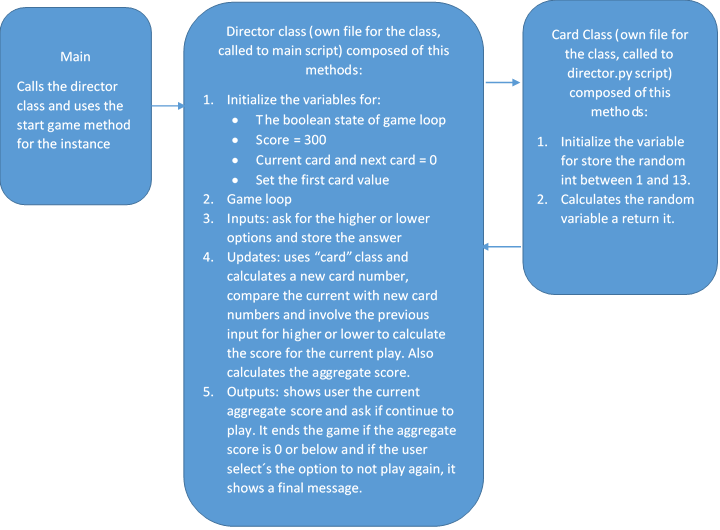 Main
Calls the director
class and uses the
start game method
for the instance
Director class (own file for the class,
called to main script) composed of this
methods:
1. Initialize the variables for:
• The boolean state of game loop
• Score = 300
• Current card and next card = 0
• Set the first card value
2. Game loop
3. Inputs: ask for the higher or lower
options and store the answer
4. Updates: uses “card” class and
calculates a new card number,
compare the current with new card
numbers and involve the previous
input for higher or lower to calculate
the score for the current play. Also
calculates the aggregate score.
5. Outputs: shows user the current
aggregate score and ask if continue to
play. It ends the game if the aggregate
score is 0 or below and if the user
select´s the option to not play again, it
shows a final message.
Card Class (own file for
the class, called to
director.py script)
composed of this
methods:
1. Initialize the variable
for store the random
int between 1 and 13.
2. Calculates the random
variable a return it.